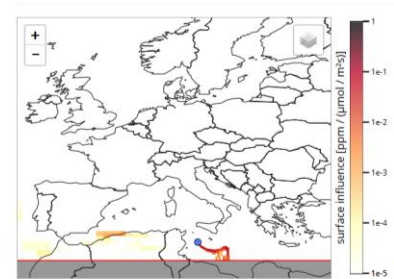 +
−
1
1e-1
1e-2
1e-3
1e-4
1e-5
surface influence [ppm / (μmol / m²s)]